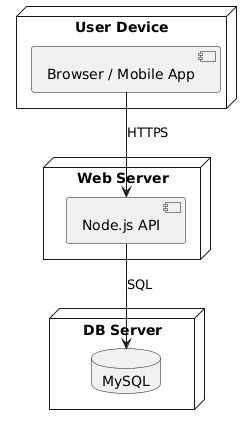 User Device
Browser / Mobile App
HTTPS
Web Server
Node.js API
SQL
DB Server
MySQL